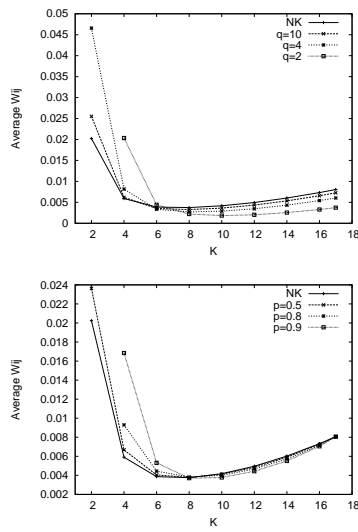 0.05
0.045
0.04
0.035
0.03
0.025
0.02
0.015
0.01
0.005
0
Average Wij
NK
q=10
q=4
q=2
2 4 6 8 10 12 14 16 18
K
0.024
0.022
0.02
0.018
0.016
0.014
0.012
0.01
0.008
0.006
0.004
0.002
Average Wij
NK
p=0.5
p=0.8
p=0.9
2 4 6 8 10 12 14 16 18
K